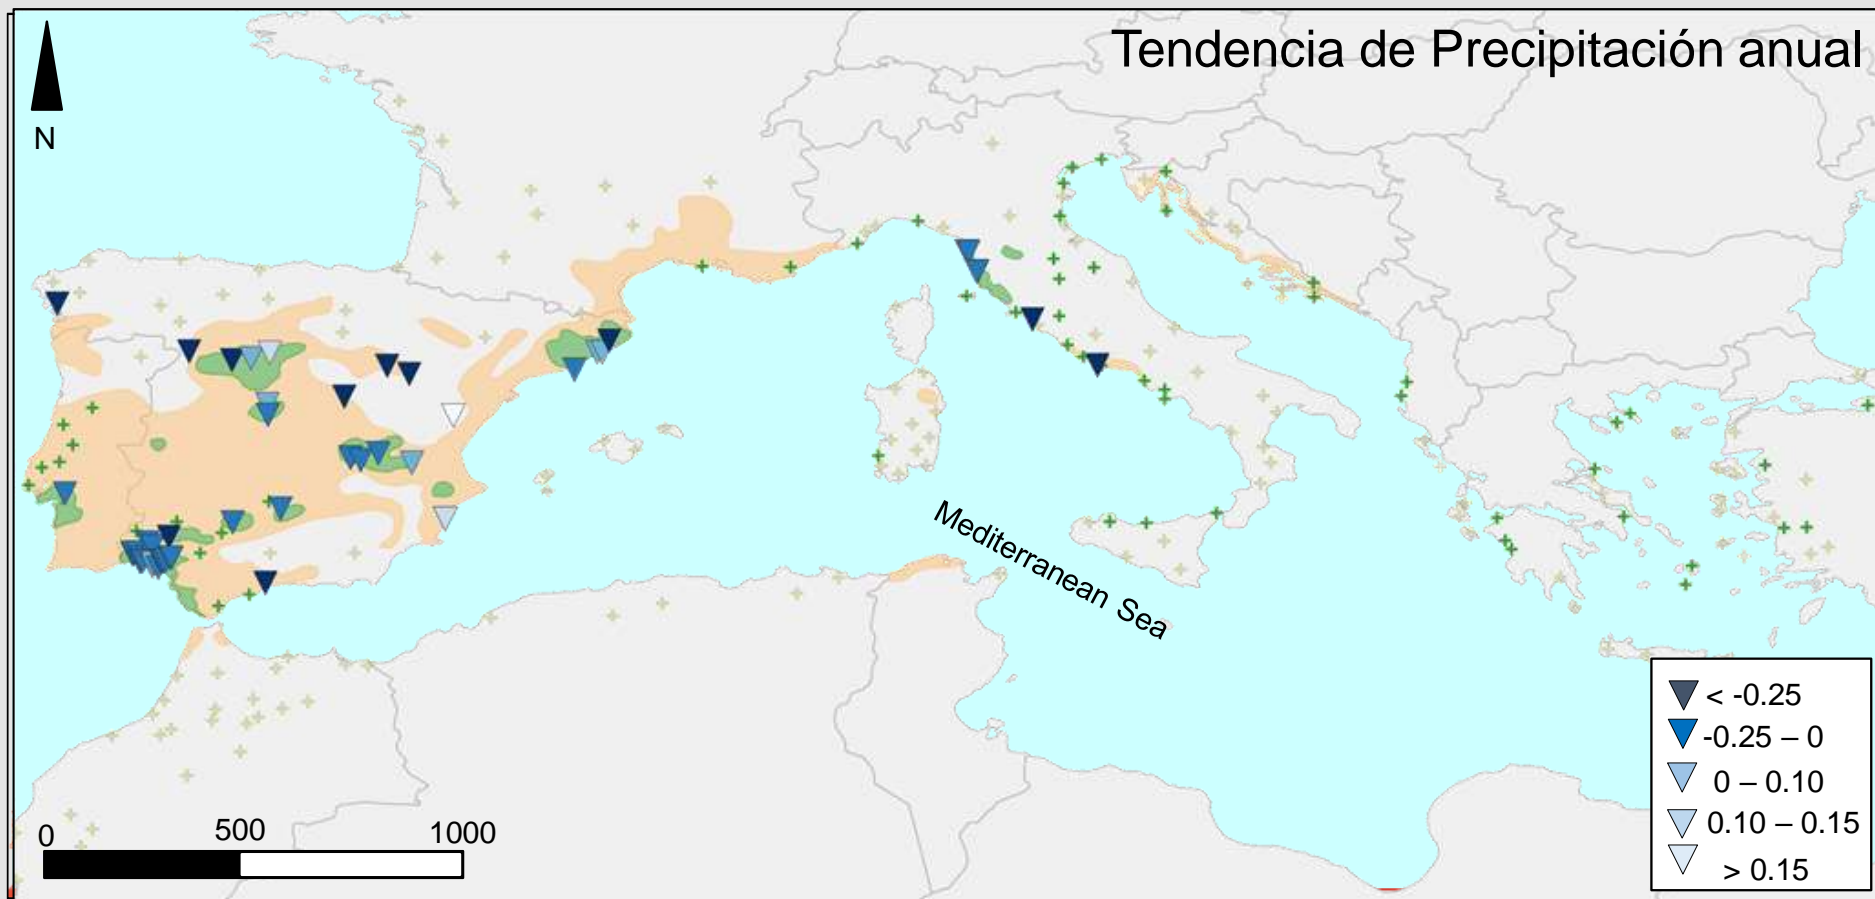 Tendencia de Precipitación anual
N
Mediterranean Sea
< -0.25
-0.25 – 0
0 – 0.10
0.10 – 0.15
> 0.15
0 500 1000